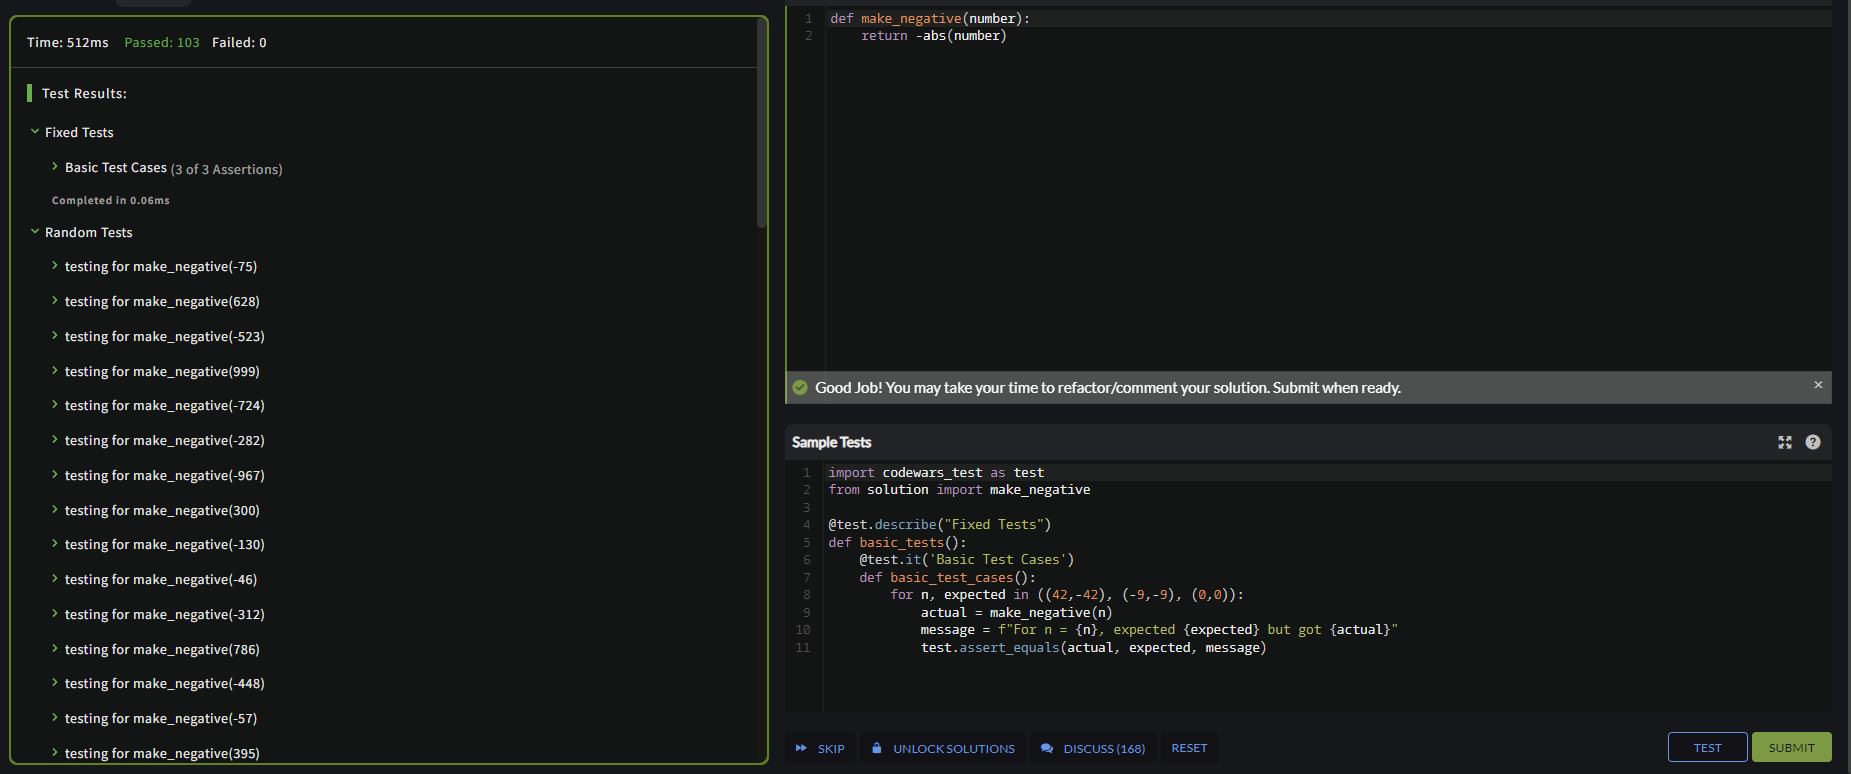 Time: 512ms Passed: 103 Failed: 0
Test Results:
Fixed Tests
Basic Test Cases (3 of 3 Assertions)
Completed in 0.06ms
Random Tests
testing for make_negative(-75)
testing for make_negative(628)
testing for make_negative(-523)
testing for make_negative(999)
testing for make_negative(-724)
testing for make_negative(-282)
testing for make_negative(-967)
testing for make_negative(300)
testing for make_negative(-130)
testing for make_negative(-46)
testing for make_negative(-312)
testing for make_negative(786)
testing for make_negative(-448)
testing for make_negative(-57)
testing for make_negative(395)
1 def make_negative(number):
2     return -abs(number)
Good Job! You may take your time to refactor/comment your solution. Submit when ready.
Sample Tests
1 import codewars_test as test
2 from solution import make_negative
3
4 @test.describe("Fixed Tests")
5 def basic_tests():
6     @test.it('Basic Test Cases')
7     def basic_test_cases():
8         for n, expected in ((42,-42), (-9,-9), (0,0)):
9             actual = make_negative(n)
10             message = f"For n = {n}, expected {expected} but got {actual}"
11             test.assert_equals(actual, expected, message)
SKIP UNLOCK SOLUTIONS DISCUSS (168) RESET TEST SUBMIT